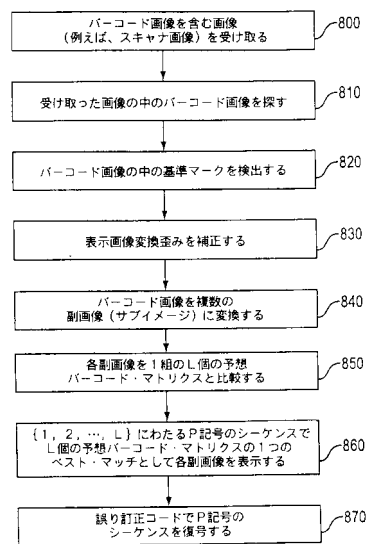 バーコード画像を含む画像
(例えば、スキャナ画像)を受け取る
800
受け取った画像の中のバーコード画像を探す
810
バーコード画像の中の基準マークを検出する
820
表示画像変換歪みを補正する
830
バーコード画像を複数の
副画像(サブイメージ)に変換する
840
各副画像を1組のL個の予想
バーコード・マトリクスと比較する
850
{1, 2, …, L}にわたるP記号のシーケンスで
L個の予想バーコード・マトリクスの1つの
ベスト・マッチとして各副画像を表示する
860
誤り訂正コードでP記号の
シーケンスを復号する
870